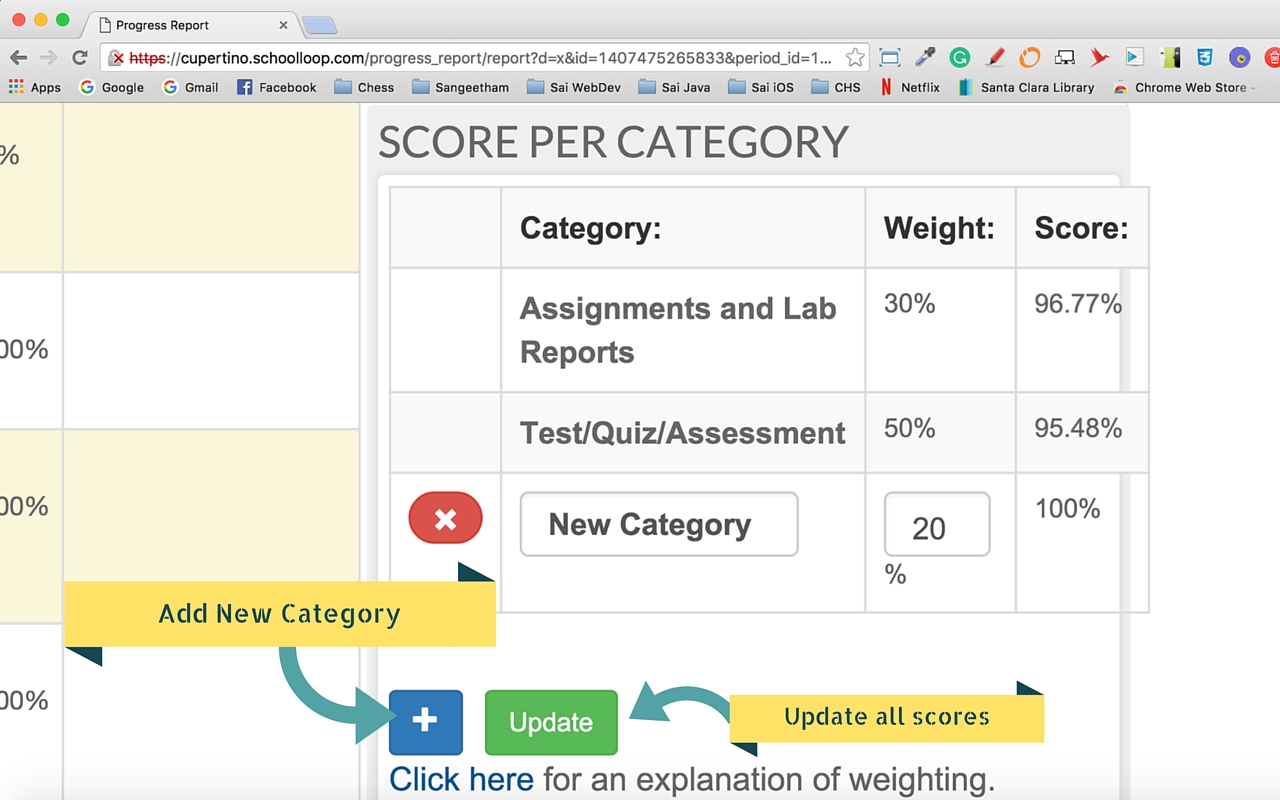 Progress Report
https://cupertino.schoolloop.com/progress_report/report?d=x&id=1407475265833&period_id=1...
Apps Google Gmail Facebook Chess Sangeetham Sai WebDev Sai Java Sai iOS CHS Netflix Santa Clara Library Chrome Web Store -
SCORE PER CATEGORY
Category: Weight: Score:
Assignments and Lab Reports 30% 96.77%
Test/Quiz/Assessment 50% 95.48%
New Category 20 % 100%
%
00%
00%
00%
Add New Category
+ Update
Update all scores
Click here for an explanation of weighting.